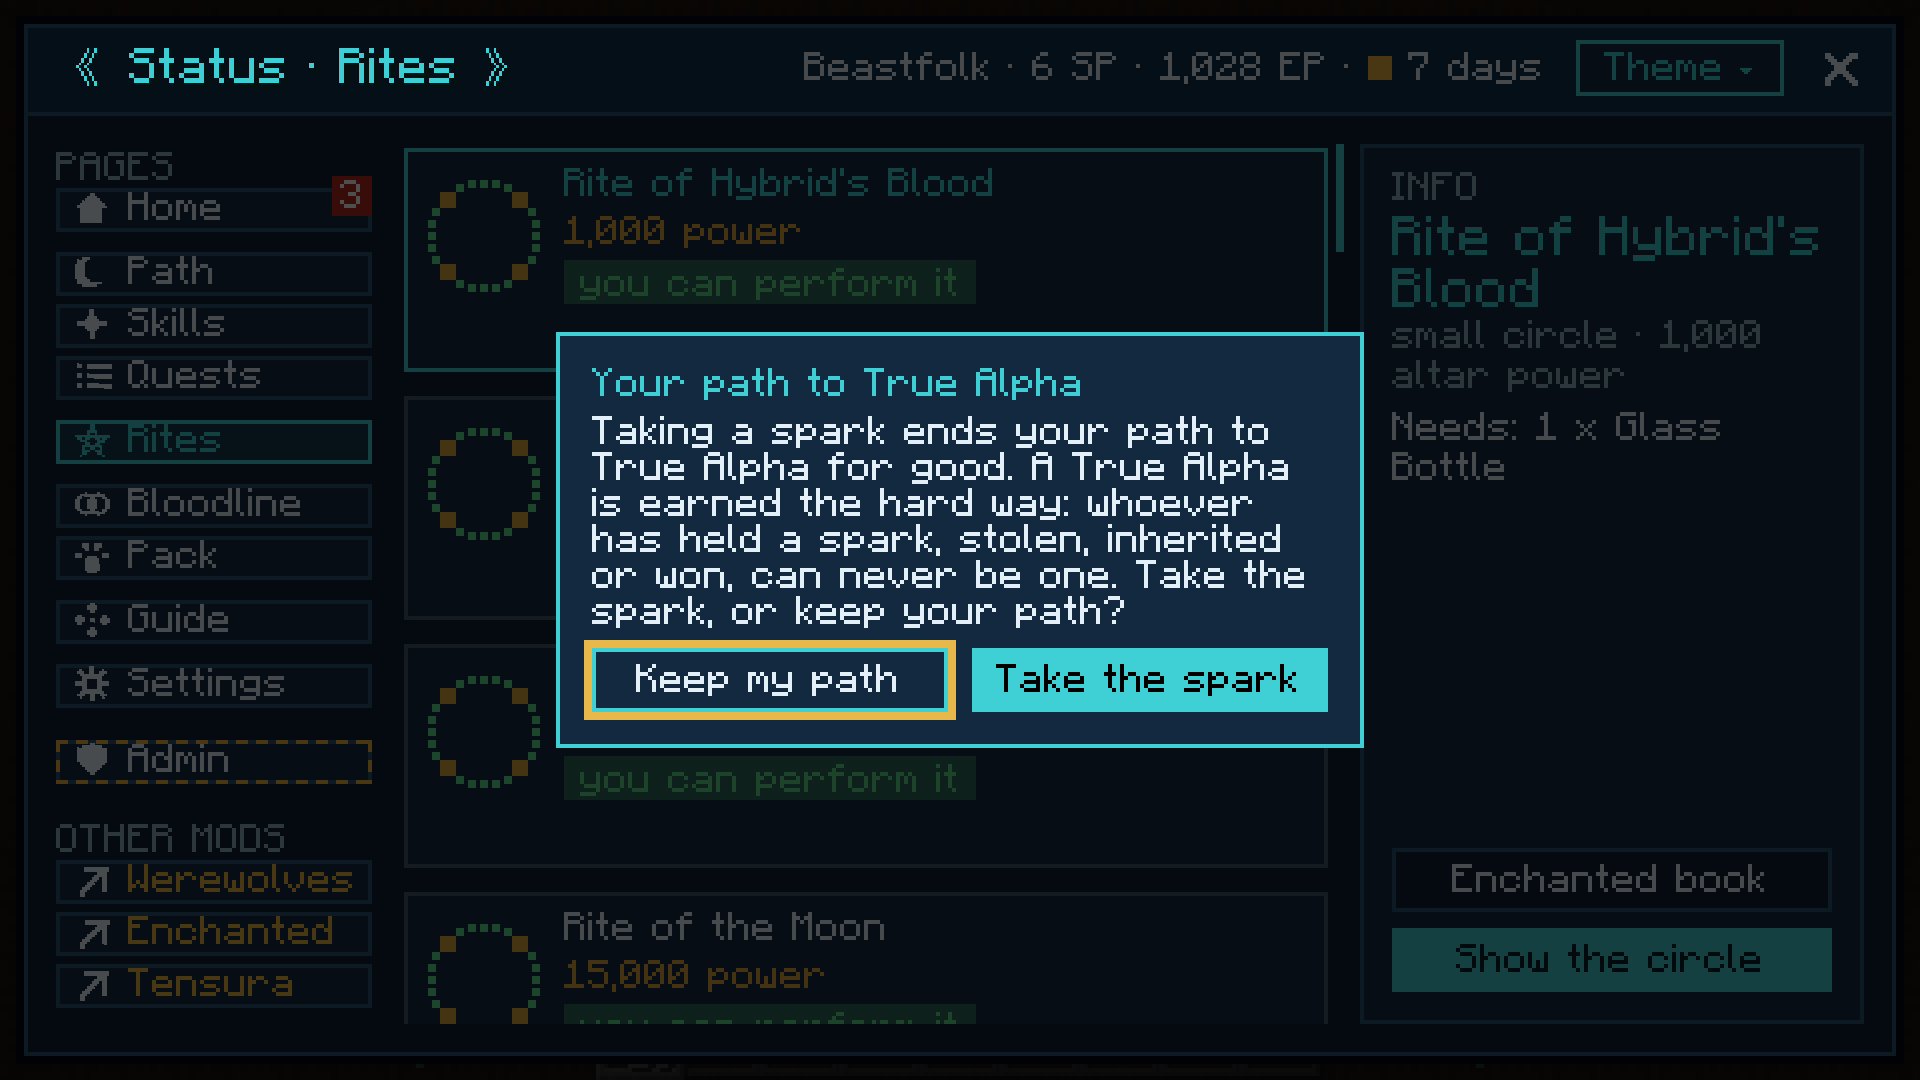 《 Status · Rites 》
Beastfolk · 6 SP · 1,028 EP · 7 days
Theme
PAGES
Home
3
Path
Skills
Quests
Rites
Bloodline
Pack
Guide
Settings
Admin
OTHER MODS
Werewolves
Enchanted
Tensura
Rite of Hybrid's Blood
1,000 power
you can perform it
Your path to True Alpha
Taking a spark ends your path to
True Alpha for good. A True Alpha
is earned the hard way: whoever
has held a spark, stolen, inherited
or won, can never be one. Take the
spark, or keep your path?
Keep my path
Take the spark
you can perform it
Rite of the Moon
15,000 power
you can perform it
INFO
Rite of Hybrid's
Blood
small circle · 1,000
altar power
Needs: 1 x Glass
Bottle
Enchanted book
Show the circle